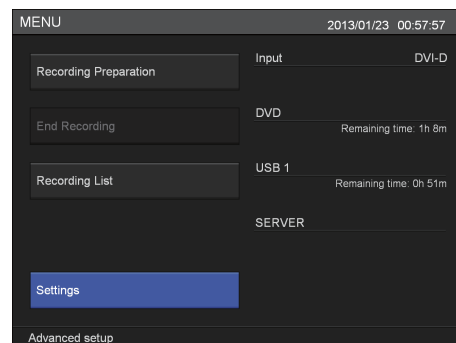 MENU 2013/01/23 00:57:57
Recording Preparation
End Recording
Recording List
Settings
Input DVI-D
DVD
Remaining time: 1h 8m
USB 1
Remaining time: 0h 51m
SERVER
Advanced setup